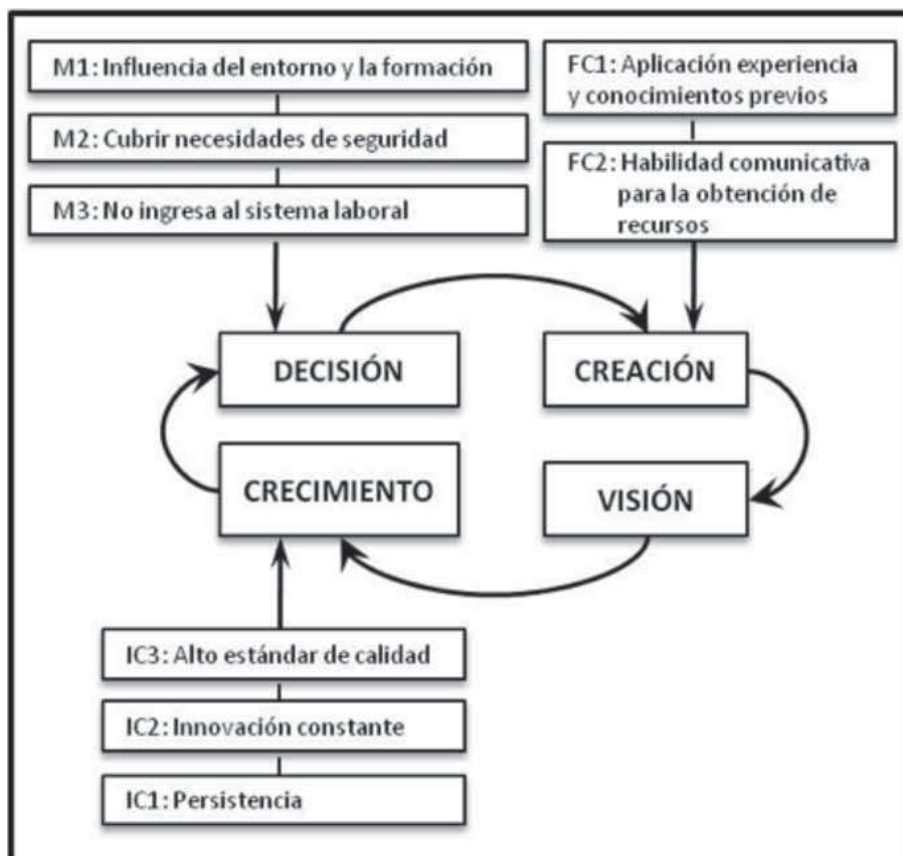 M1: Influencia del entorno y la formación
M2: Cubrir necesidades de seguridad
M3: No ingresa al sistema laboral
FC1: Aplicación experiencia
y conocimientos previos
FC2: Habilidad comunicativa
para la obtención de
recursos
DECISIÓN
CREACIÓN
CRECIMIENTO
VISIÓN
IC3: Alto estándar de calidad
IC2: Innovación constante
IC1: Persistencia